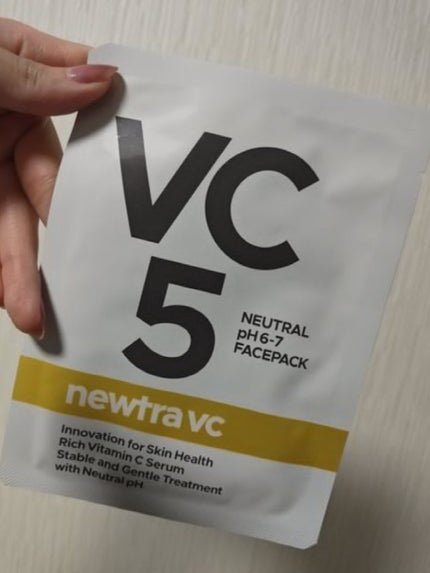 VC
5
NEUTRAL
pH 6-7
FACEPACK
newtra vc
Innovation for Skin Health
Rich Vitamin C Serum
Stable and Gentle Treatment
with Neutral pH